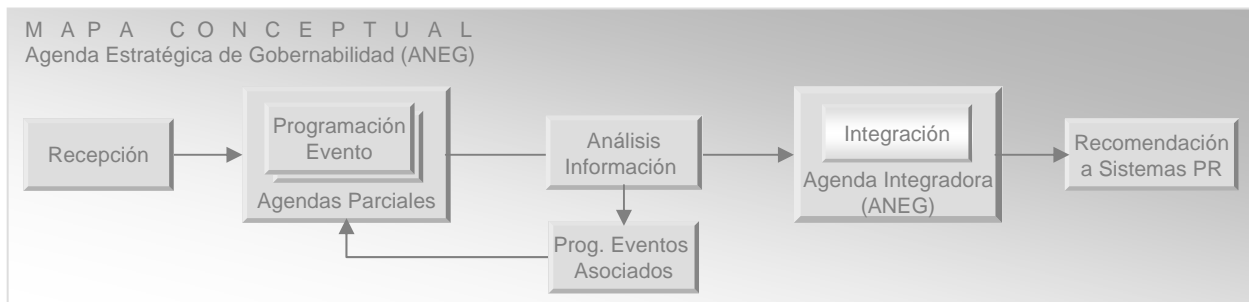 M A P A C O N C E P T U A L
Agenda Estratégica de Gobernabilidad (ANEG)
Recepción
Programación
Evento
Agendas Parciales
Análisis
Información
Prog. Eventos
Asociados
Integración
Agenda Integradora
(ANEG)
Recomendación
a Sistemas PR